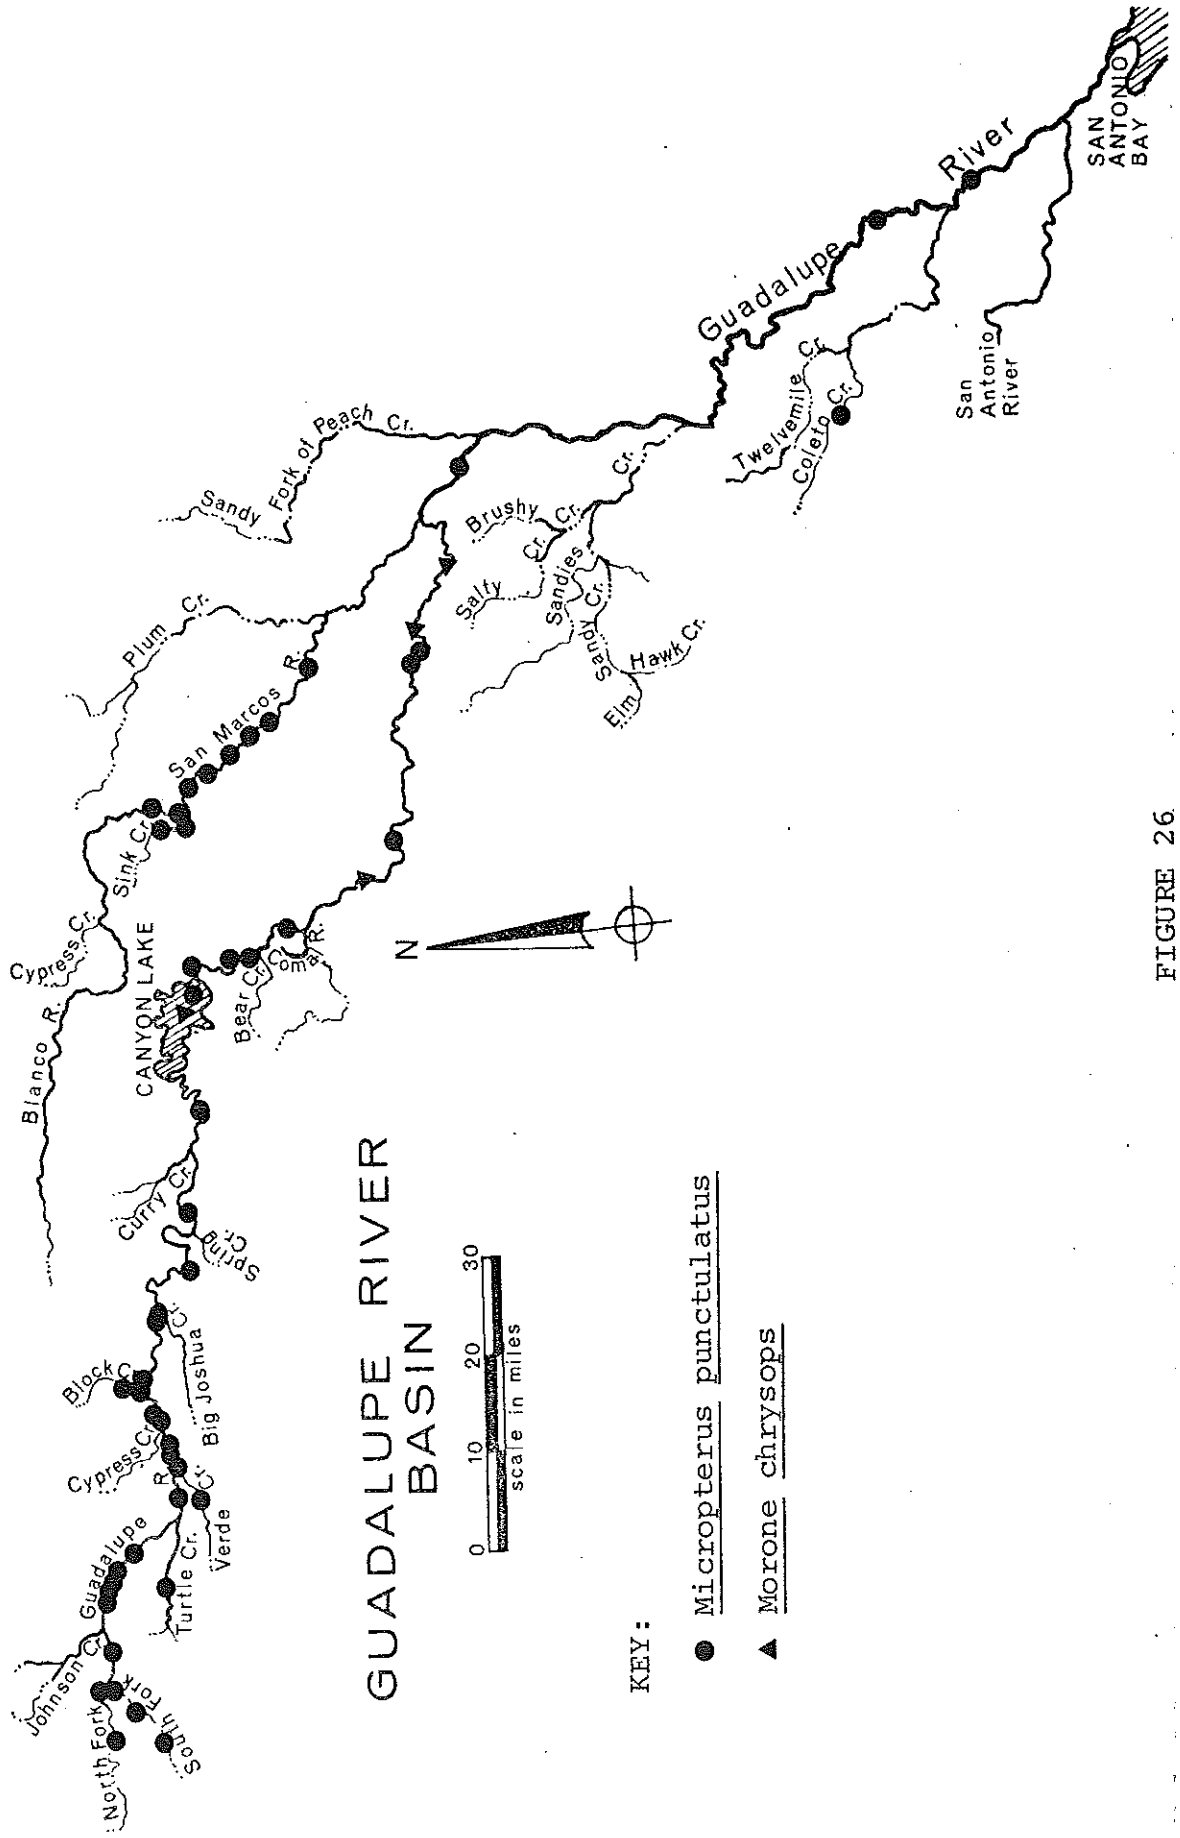 Blanco R.
Cypress Cr.
CANYON LAKE
Sink Cr.
San Marcos R.
Plum Cr.
Sandy Fork of Peach Cr.
Johnson Cr.
North Fork
South Fork
Guadalupe R.
Turtle Cr.
Verde Cr.
Cypress Cr.
Block Cr.
Big Joshua Cr.
Spring Cr.
Curry Cr.
Bear Cr.
Comal R.
Brushy Cr.
Salty Cr.
Sandies Cr.
Sandy Cr.
Elm
Hawk Cr.
Guadalupe River
Twelvemile Cr.
Coleto Cr.
San
Antonio
River
SAN
ANTONIO
BAY
N
GUADALUPE RIVER
BASIN
0 10 20 30
scale in miles
KEY:
Micropterus punctulatus
Morone chrysops
FIGURE 26